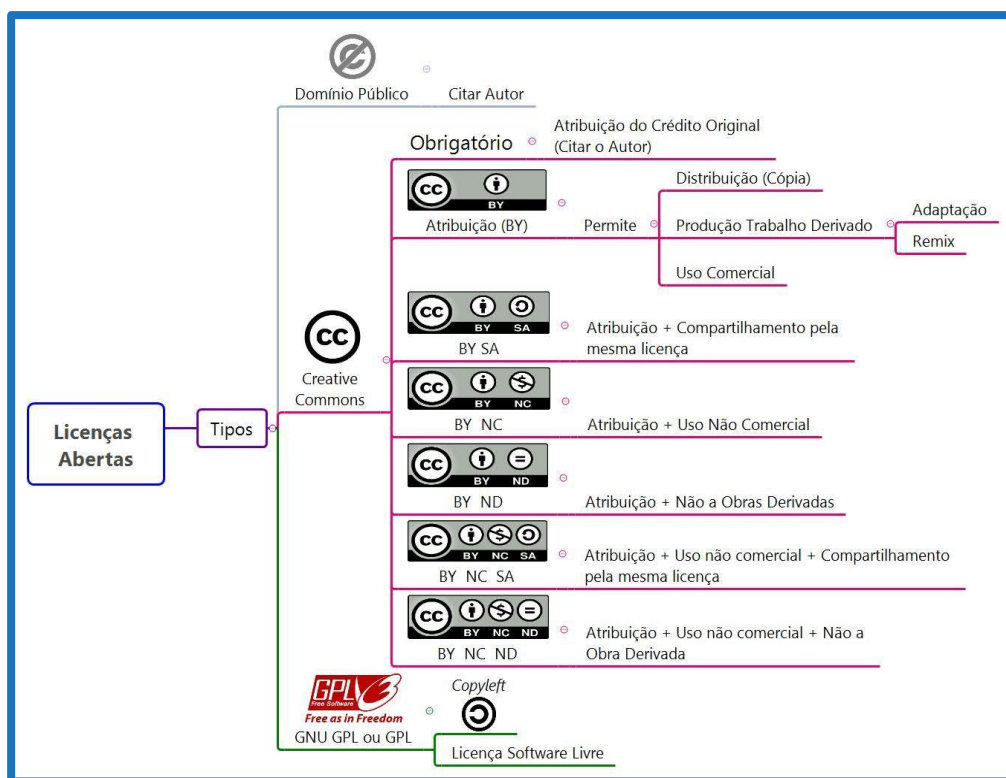 Domínio Público
Citar Autor
Obrigatório
Atribuição do Crédito Original
(Citar o Autor)
cc
BY
Atribuição (BY)
Permite
Distribuição (Cópia)
Produção Trabalho Derivado
Adaptação
Remix
Uso Comercial
cc
BY SA
BY SA
Atribuição + Compartilhamento pela
mesma licença
cc
Creative
Commons
cc
BY NC
BY NC
Atribuição + Uso Não Comercial
Licenças
Abertas
Tipos
cc
BY ND
BY ND
Atribuição + Não a Obras Derivadas
cc
BY NC SA
BY NC SA
Atribuição + Uso não comercial + Compartilhamento
pela mesma licença
cc
BY NC ND
BY NC ND
Atribuição + Uso não comercial + Não a
Obra Derivada
GPLv3
Free Software
Free as in Freedom
GNU GPL ou GPL
Copyleft
Licença Software Livre